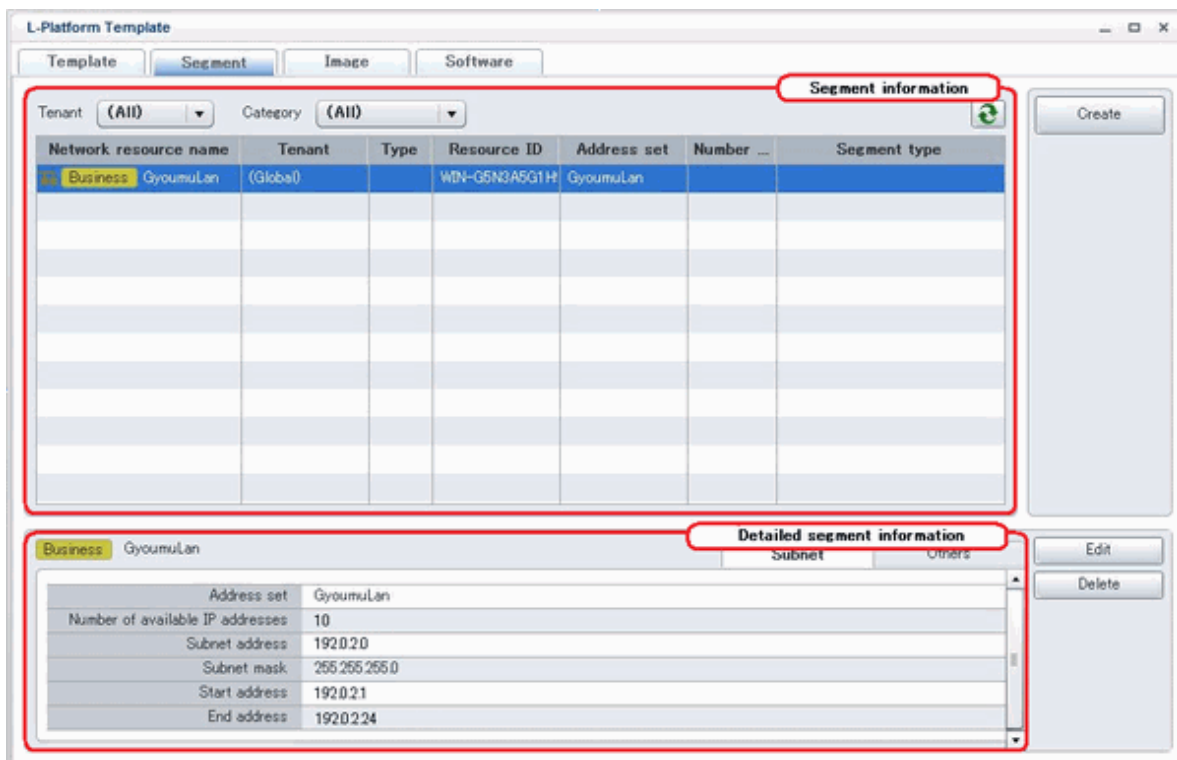 L-Platform Template
Template Segment Image Software
Segment information
Tenant (All) Category (All)
Create
Network resource name Tenant Type Resource ID Address set Number ... Segment type
Business GyoumuLan (Global) GyoumuLan
Detailed segment information
Business GyoumuLan
Subnet Others
Edit
Delete
Address set GyoumuLan
Number of available IP addresses 10
Subnet address 192.0.2.0
Subnet mask 255.255.255.0
Start address 192.0.2.1
End address 192.0.2.24